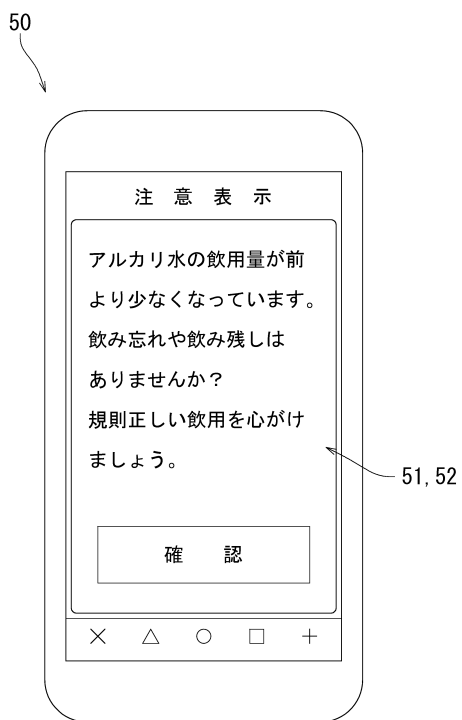 50
注意表示
アルカリ水の飲用量が前
より少なくなっています。
飲み忘れや飲み残しは
ありませんか？
規則正しい飲用を心がけ
ましょう。
51,52
確認